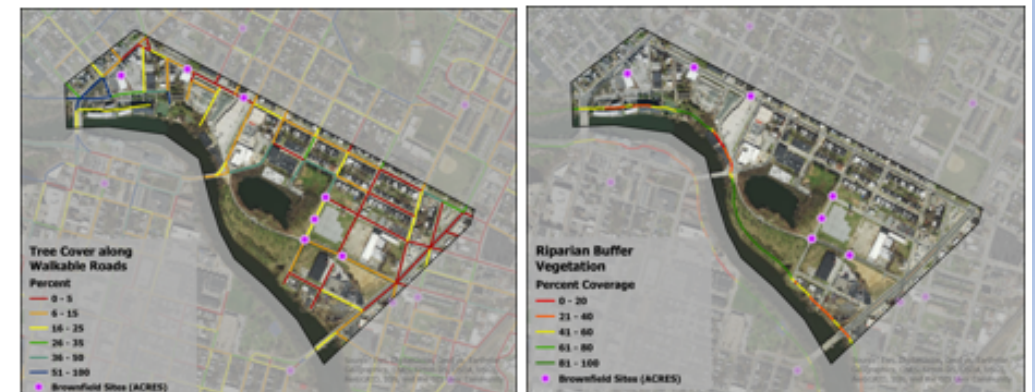 Tree Cover along
Walkable Roads
Percent
0 - 5
6 - 15
16 - 25
26 - 35
36 - 50
51 - 100
Brownfield Sites (ACRES)
Riparian Buffer
Vegetation
Percent Coverage
0 - 20
21 - 40
41 - 60
61 - 80
81 - 100
Brownfield Sites (ACRES)